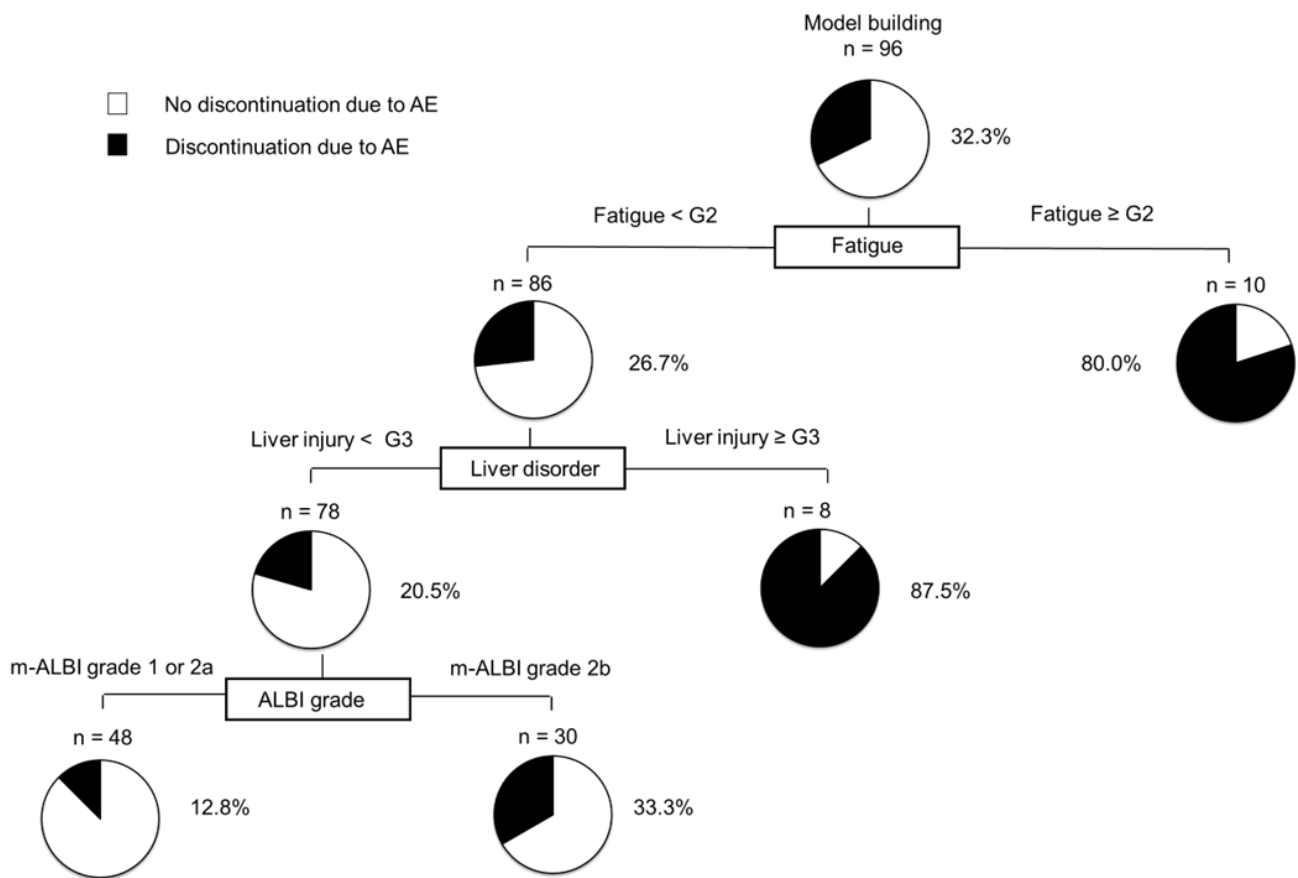 Model building
n = 96
No discontinuation due to AE
Discontinuation due to AE
32.3%
Fatigue < G2
Fatigue ≥ G2
Fatigue
n = 86
n = 10
26.7%
80.0%
Liver injury < G3
Liver injury ≥ G3
Liver disorder
n = 78
n = 8
20.5%
87.5%
m-ALBI grade 1 or 2a
m-ALBI grade 2b
ALBI grade
n = 48
n = 30
12.8%
33.3%